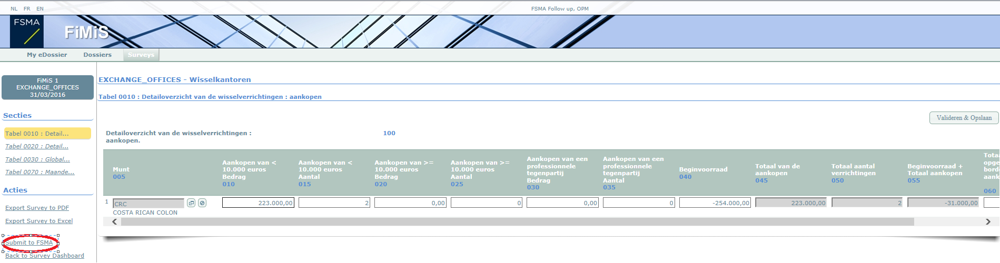 NL FR EN
FSMA Follow up, OPM
FSMA
FiMiS
My eDossier Dossiers Surveys
FiMiS 1
EXCHANGE_OFFICES
31/03/2016
Secties
Tabel 0010 : Detail...
Tabel 0020 : Detail...
Tabel 0030 : Global...
Tabel 0070 : Maande...
Acties
Export Survey to PDF
Export Survey to Excel
Submit to FSMA
Back to Survey Dashboard
EXCHANGE_OFFICES - Wisselkantoren
Tabel 0010 : Detailoverzicht van de wisselverrichtingen : aankopen
Valideren & Opslaan
Detailoverzicht van de wisselverrichtingen : 100
aankopen.
Munt
005
Aankopen van <
10.000 euros
Bedrag
010
Aankopen van <
10.000 euros
Aantal
015
Aankopen van >=
10.000 euros
Bedrag
020
Aankopen van >=
10.000 euros
Aantal
025
Aankopen van een
professionele
tegenpartij
Bedrag
030
Aankopen van een
professionele
tegenpartij
Aantal
035
Beginvoorraad
040
Totaal van de
aankopen
045
Totaal aantal
verrichtingen
050
Beginvoorraad +
Totaal aankopen
055
Totaa
opge
bord
aank
060
1 CRC 223.000,00 2 0,00 0 0,00 0 -254.000,00 223.000,00 2 -31.000,00
COSTA RICAN COLON